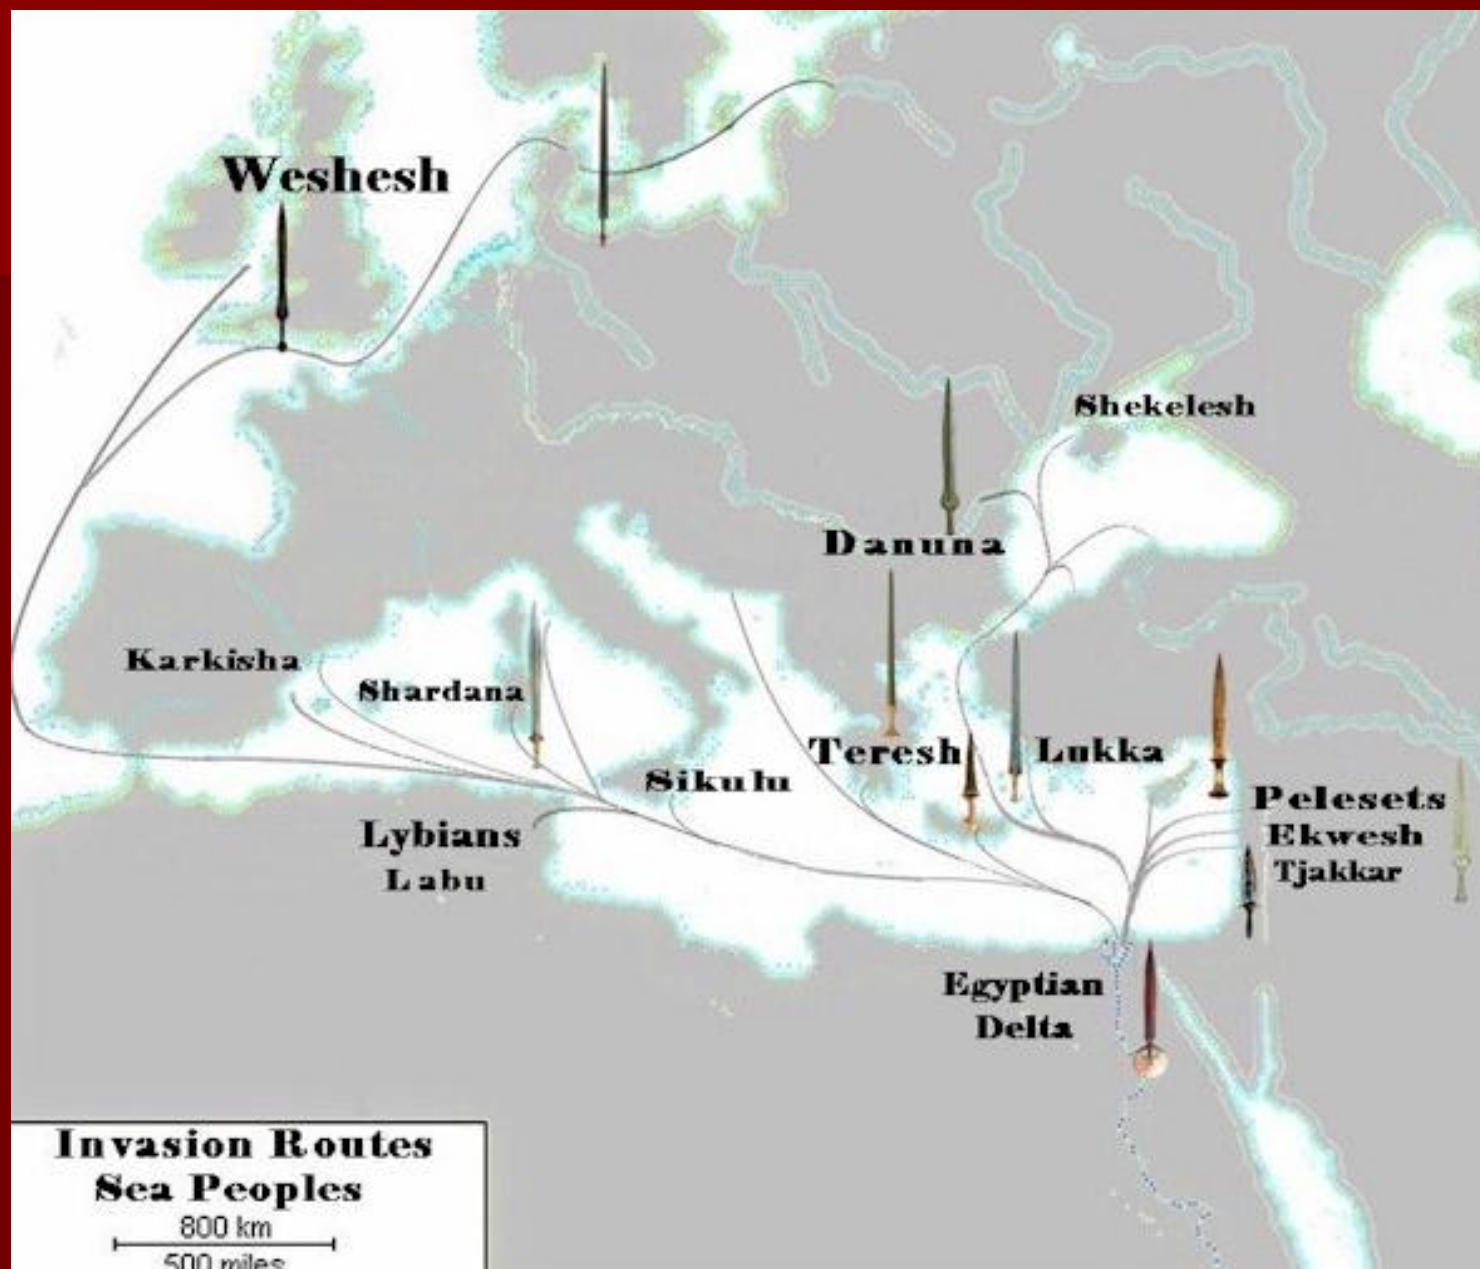 Weshesh
Shekelesh
Danuna
Karkisha
Shardana
Teresh
Lukka
Sikulu
Pelesets
Lybians
Ekwesh
Labu
Tjakkar
Egyptian
Delta
Invasion Routes
Sea Peoples
800 km
500 miles